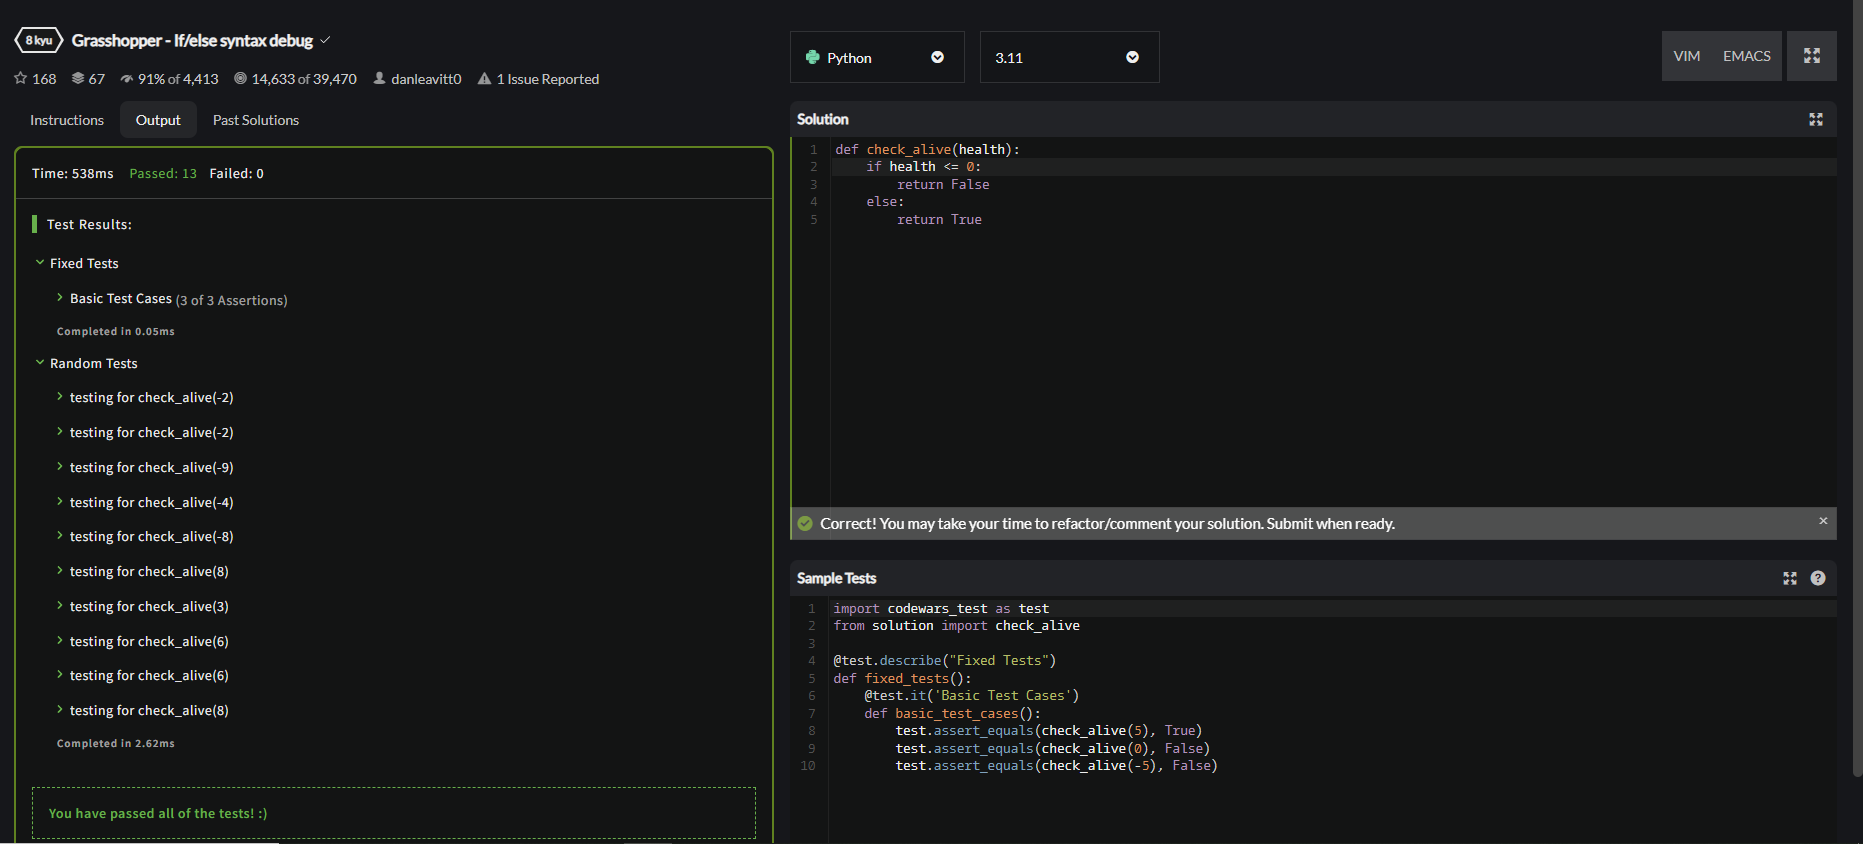 8 kyu Grasshopper - If/else syntax debug
168 67 91% of 4,413 14,633 of 39,470 danleavitt0 1 Issue Reported
Instructions Output Past Solutions
Time: 538ms Passed: 13 Failed: 0
Test Results:
Fixed Tests
Basic Test Cases (3 of 3 Assertions)
Completed in 0.05ms
Random Tests
testing for check_alive(-2)
testing for check_alive(-2)
testing for check_alive(-9)
testing for check_alive(-4)
testing for check_alive(-8)
testing for check_alive(8)
testing for check_alive(3)
testing for check_alive(6)
testing for check_alive(6)
testing for check_alive(8)
Completed in 2.62ms
You have passed all of the tests! :)
Python 3.11 VIM EMACS
Solution
1 def check_alive(health):
2     if health <= 0:
3         return False
4     else:
5         return True
Correct! You may take your time to refactor/comment your solution. Submit when ready. ×
Sample Tests ?
1 import codewars_test as test
2 from solution import check_alive
3
4 @test.describe("Fixed Tests")
5 def fixed_tests():
6     @test.it('Basic Test Cases')
7     def basic_test_cases():
8         test.assert_equals(check_alive(5), True)
9         test.assert_equals(check_alive(0), False)
10         test.assert_equals(check_alive(-5), False)